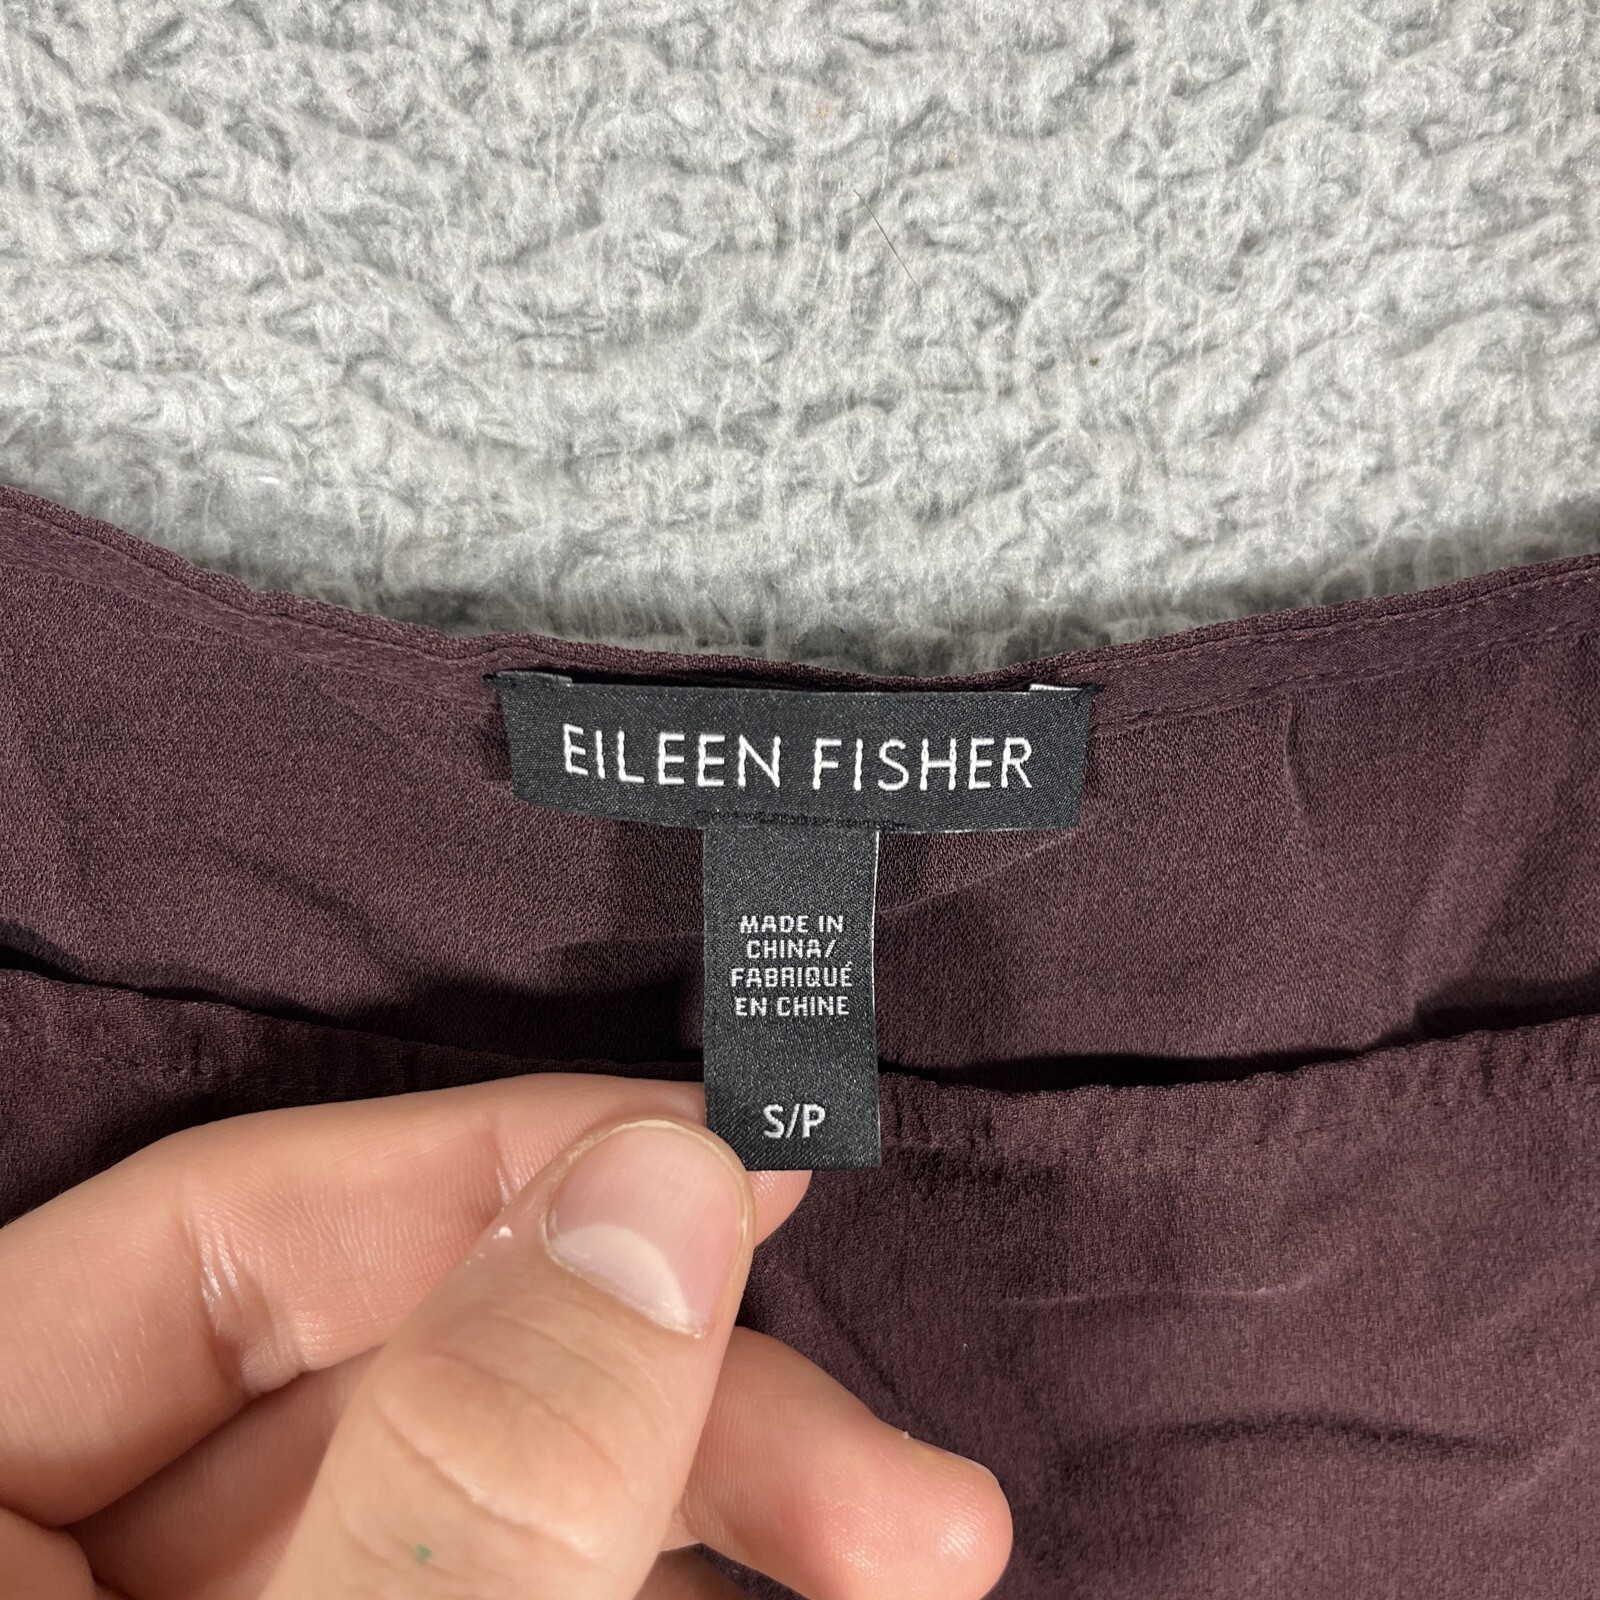 EILEEN FISHER
MADE IN
CHINA/
FABRIQUÉ
EN CHINE
S/P